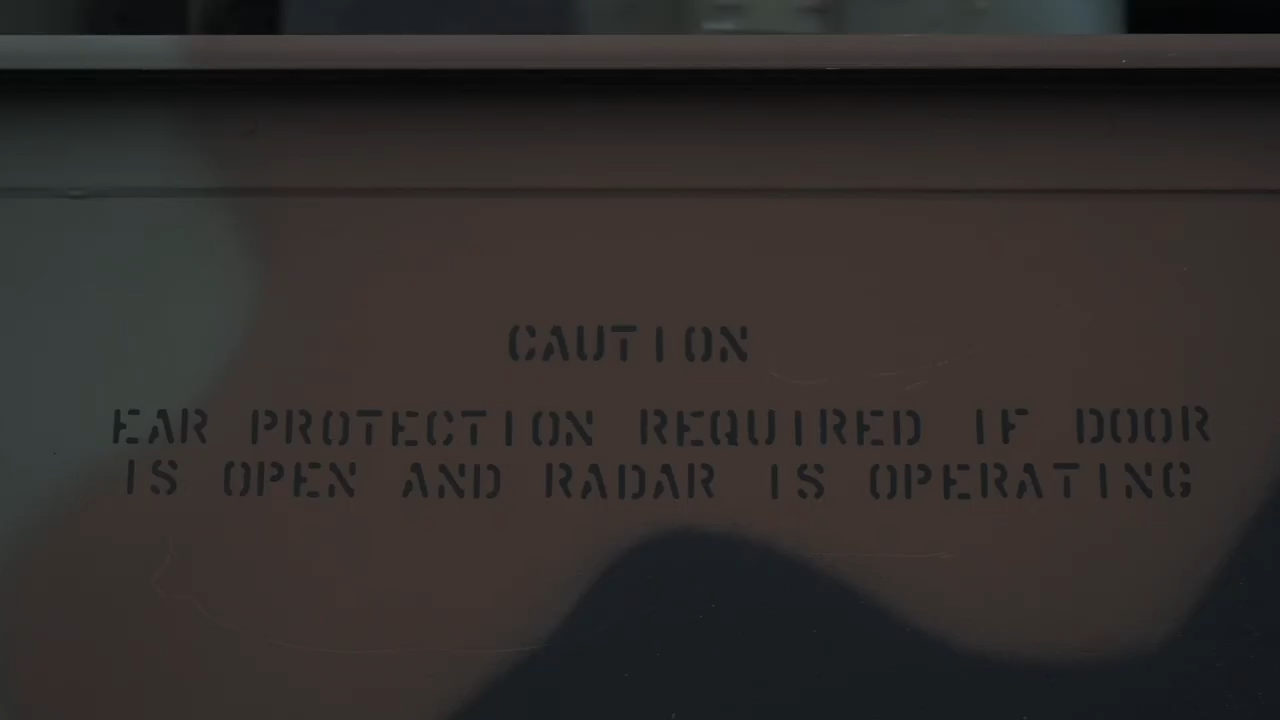 CAUTION
EAR PROTECTION REQUIRED IF DOOR
IS OPEN AND RADAR IS OPERATING